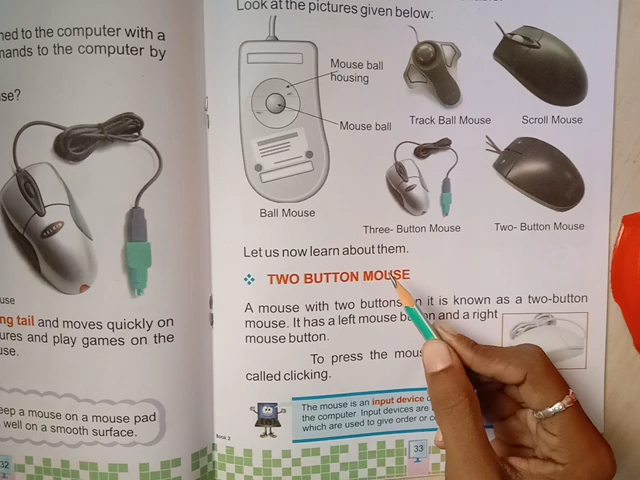 ned to the computer with a
mands to the computer by
use?
use
ng tail and moves quickly on
ures and play games on the
use.
eep a mouse on a mouse pad
well on a smooth surface.
32
Look at the pictures given below:
Mouse ball
housing
Mouse ball
Ball Mouse
Track Ball Mouse
Scroll Mouse
Three- Button Mouse
Two- Button Mouse
Let us now learn about them.
❖ TWO BUTTON MOUSE
A mouse with two buttons on it is known as a two-button
mouse. It has a left mouse button and a right
mouse button.
To press the mou
called clicking.
The mouse is an input device
the computer. Input devices are
which are used to give order or
Book 2
33